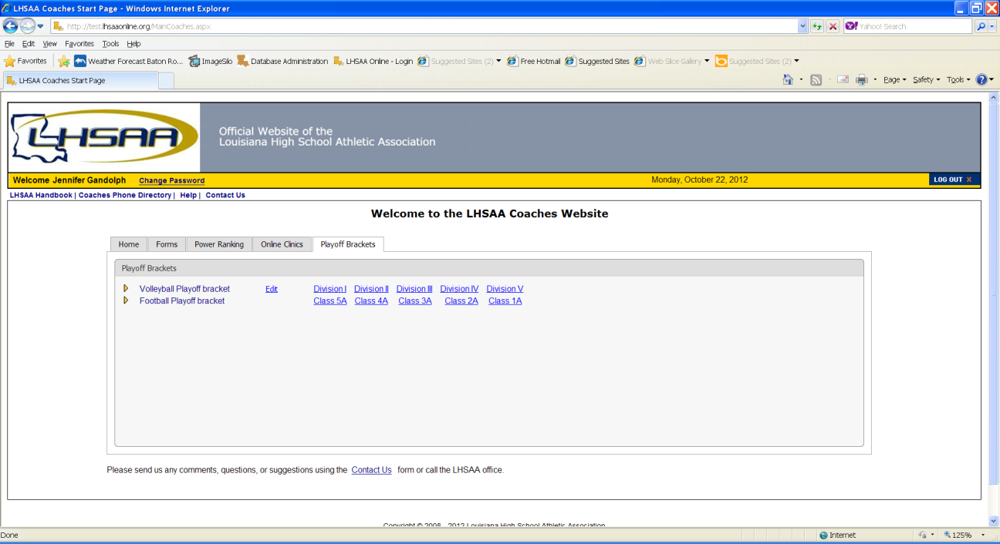 LHSAA Coaches Start Page - Windows Internet Explorer
http://test.lhsaaonline.org/MainCoaches.aspx
Yahoo! Search
File Edit View Favorites Tools Help
Favorites Weather Forecast Baton Ro... ImageSilo Database Administration LHSAA Online - Login Suggested Sites (2) Free Hotmail Suggested Sites Web Slice Gallery Suggested Sites (2)
LHSAA Coaches Start Page
Page Safety Tools
LHSAA
Official Website of the
Louisiana High School Athletic Association
Welcome Jennifer Gandolph Change Password Monday, October 22, 2012 LOG OUT X
LHSAA Handbook | Coaches Phone Directory | Help | Contact Us
Welcome to the LHSAA Coaches Website
Home Forms Power Ranking Online Clinics Playoff Brackets
Playoff Brackets
Volleyball Playoff bracket Edit Division I Division II Division III Division IV Division V
Football Playoff bracket Class 5A Class 4A Class 3A Class 2A Class 1A
Please send us any comments, questions, or suggestions using the Contact Us form or call the LHSAA office.
Copyright © 2008 - 2012 Louisiana High School Athletic Association
Done Internet 125%